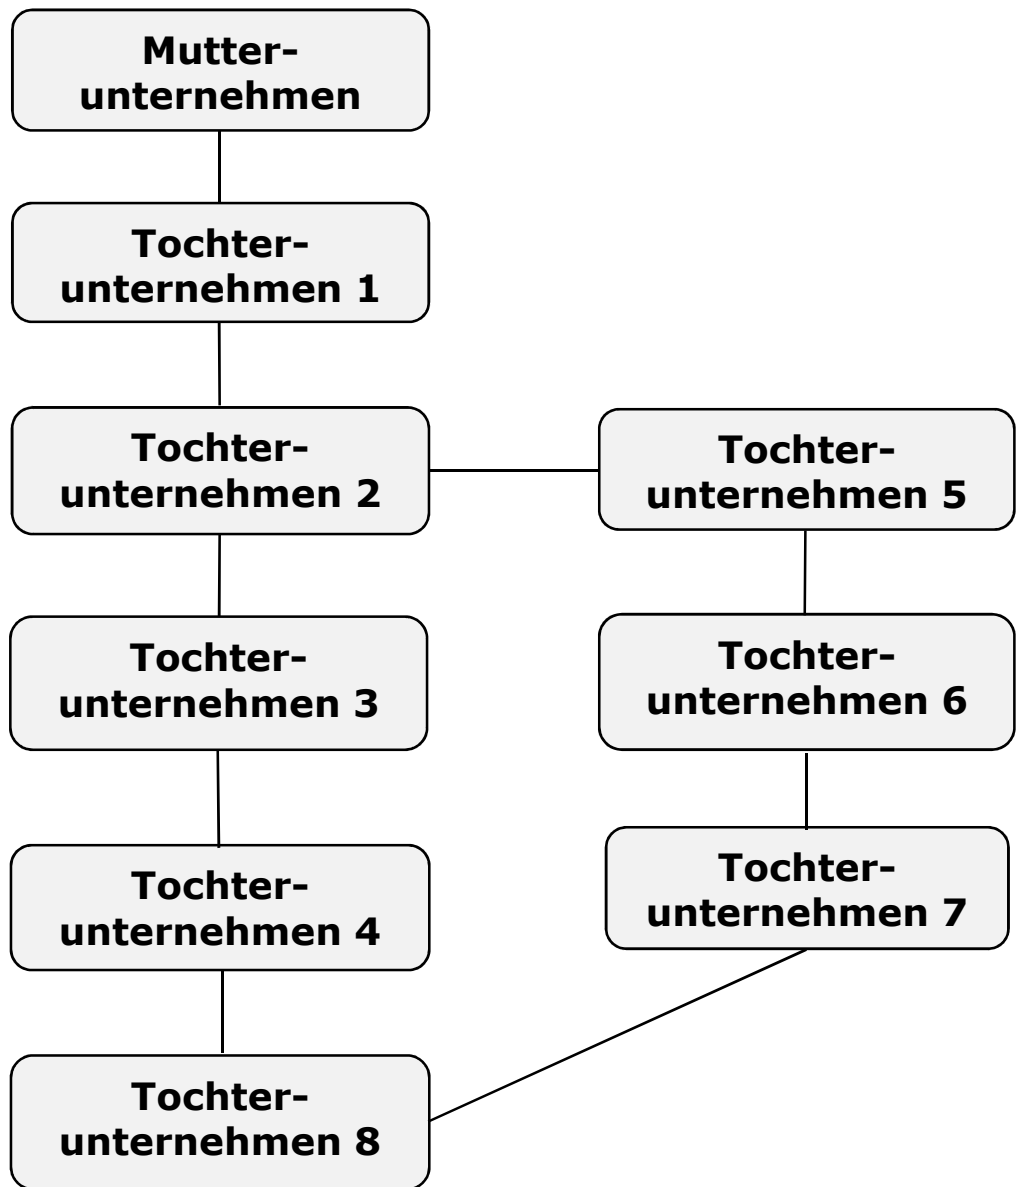 Mutter-
unternehmen
Tochter-
unternehmen 1
Tochter-
unternehmen 2
Tochter-
unternehmen 5
Tochter-
unternehmen 3
Tochter-
unternehmen 6
Tochter-
unternehmen 4
Tochter-
unternehmen 7
Tochter-
unternehmen 8